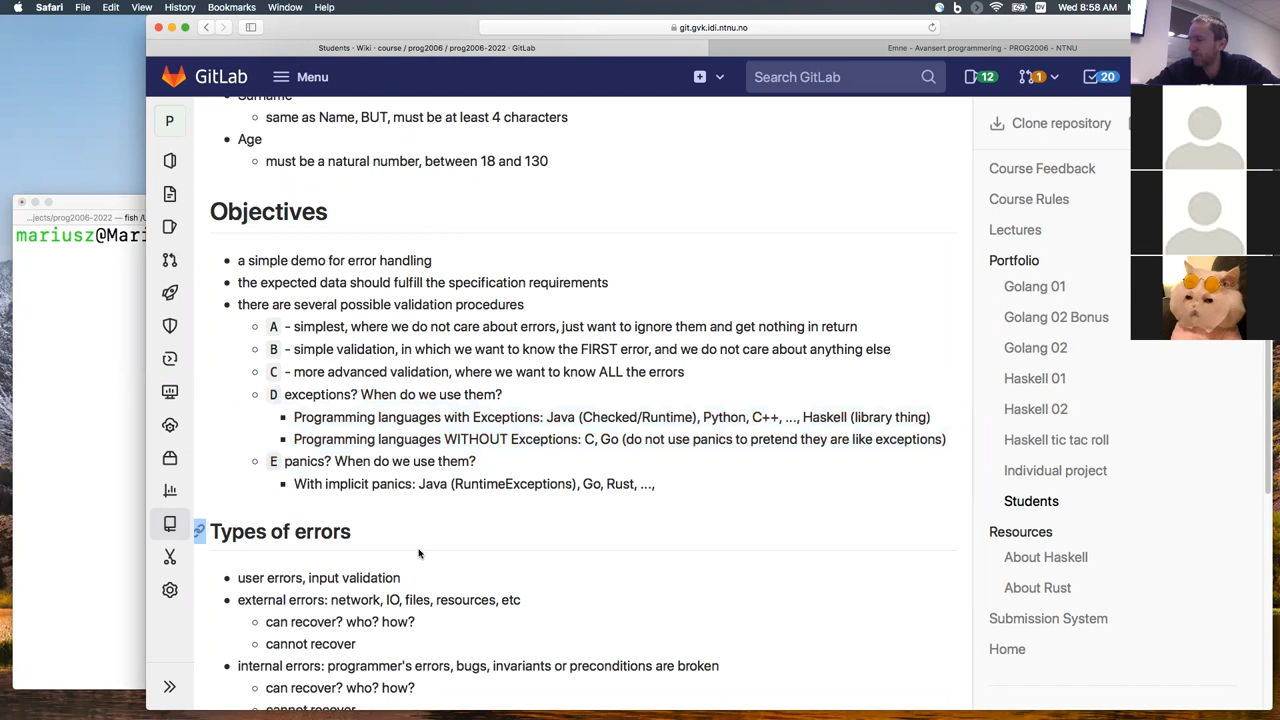 Safari File Edit View History Bookmarks Window Help
DV Wed 8:58 AM
git.gvk.idi.ntnu.no
Students · Wiki · course / prog2006 / prog2006-2022 · GitLab
Emne - Avansert programmering - PROG2006 - NTNU
GitLab Menu Search GitLab 12 1 20
P
...jects/prog2006-2022 — fish
mariusz@Mari
same as Name, BUT, must be at least 4 characters
Age
must be a natural number, between 18 and 130
Objectives
a simple demo for error handling
the expected data should fulfill the specification requirements
there are several possible validation procedures
A - simplest, where we do not care about errors, just want to ignore them and get nothing in return
B - simple validation, in which we want to know the FIRST error, and we do not care about anything else
C - more advanced validation, where we want to know ALL the errors
D exceptions? When do we use them?
Programming languages with Exceptions: Java (Checked/Runtime), Python, C++, ..., Haskell (library thing)
Programming languages WITHOUT Exceptions: C, Go (do not use panics to pretend they are like exceptions)
E panics? When do we use them?
With implicit panics: Java (RuntimeExceptions), Go, Rust, ...,
Types of errors
user errors, input validation
external errors: network, IO, files, resources, etc
can recover? who? how?
cannot recover
internal errors: programmer's errors, bugs, invariants or preconditions are broken
can recover? who? how?
cannot recover
Clone repository
Course Feedback
Course Rules
Lectures
Portfolio
Golang 01
Golang 02 Bonus
Golang 02
Haskell 01
Haskell 02
Haskell tic tac roll
Individual project
Students
Resources
About Haskell
About Rust
Submission System
Home